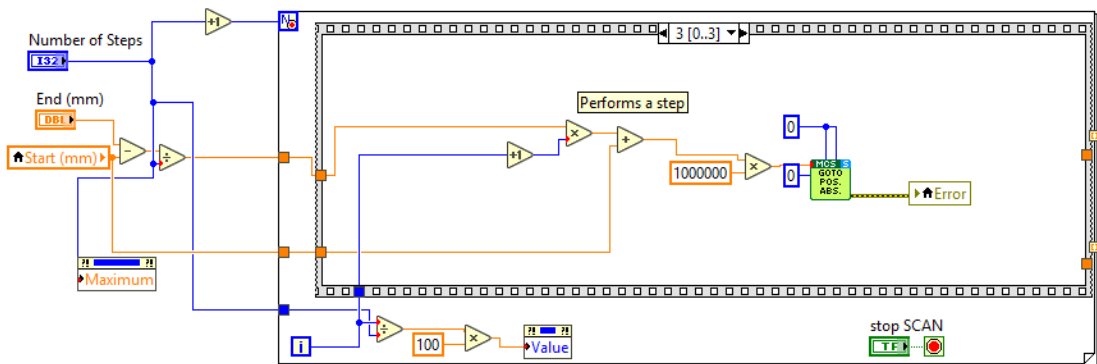 +1
N
3 [0..3]
Number of Steps
I32
End (mm)
DBL
Start (mm)
-
÷
?!
?!
Maximum
Performs a step
+1
×
+
1000000
×
0
0
MCS S
GOTO
POS.
ABS.
Error
i
÷
100
×
?!
?!
Value
stop SCAN
TF